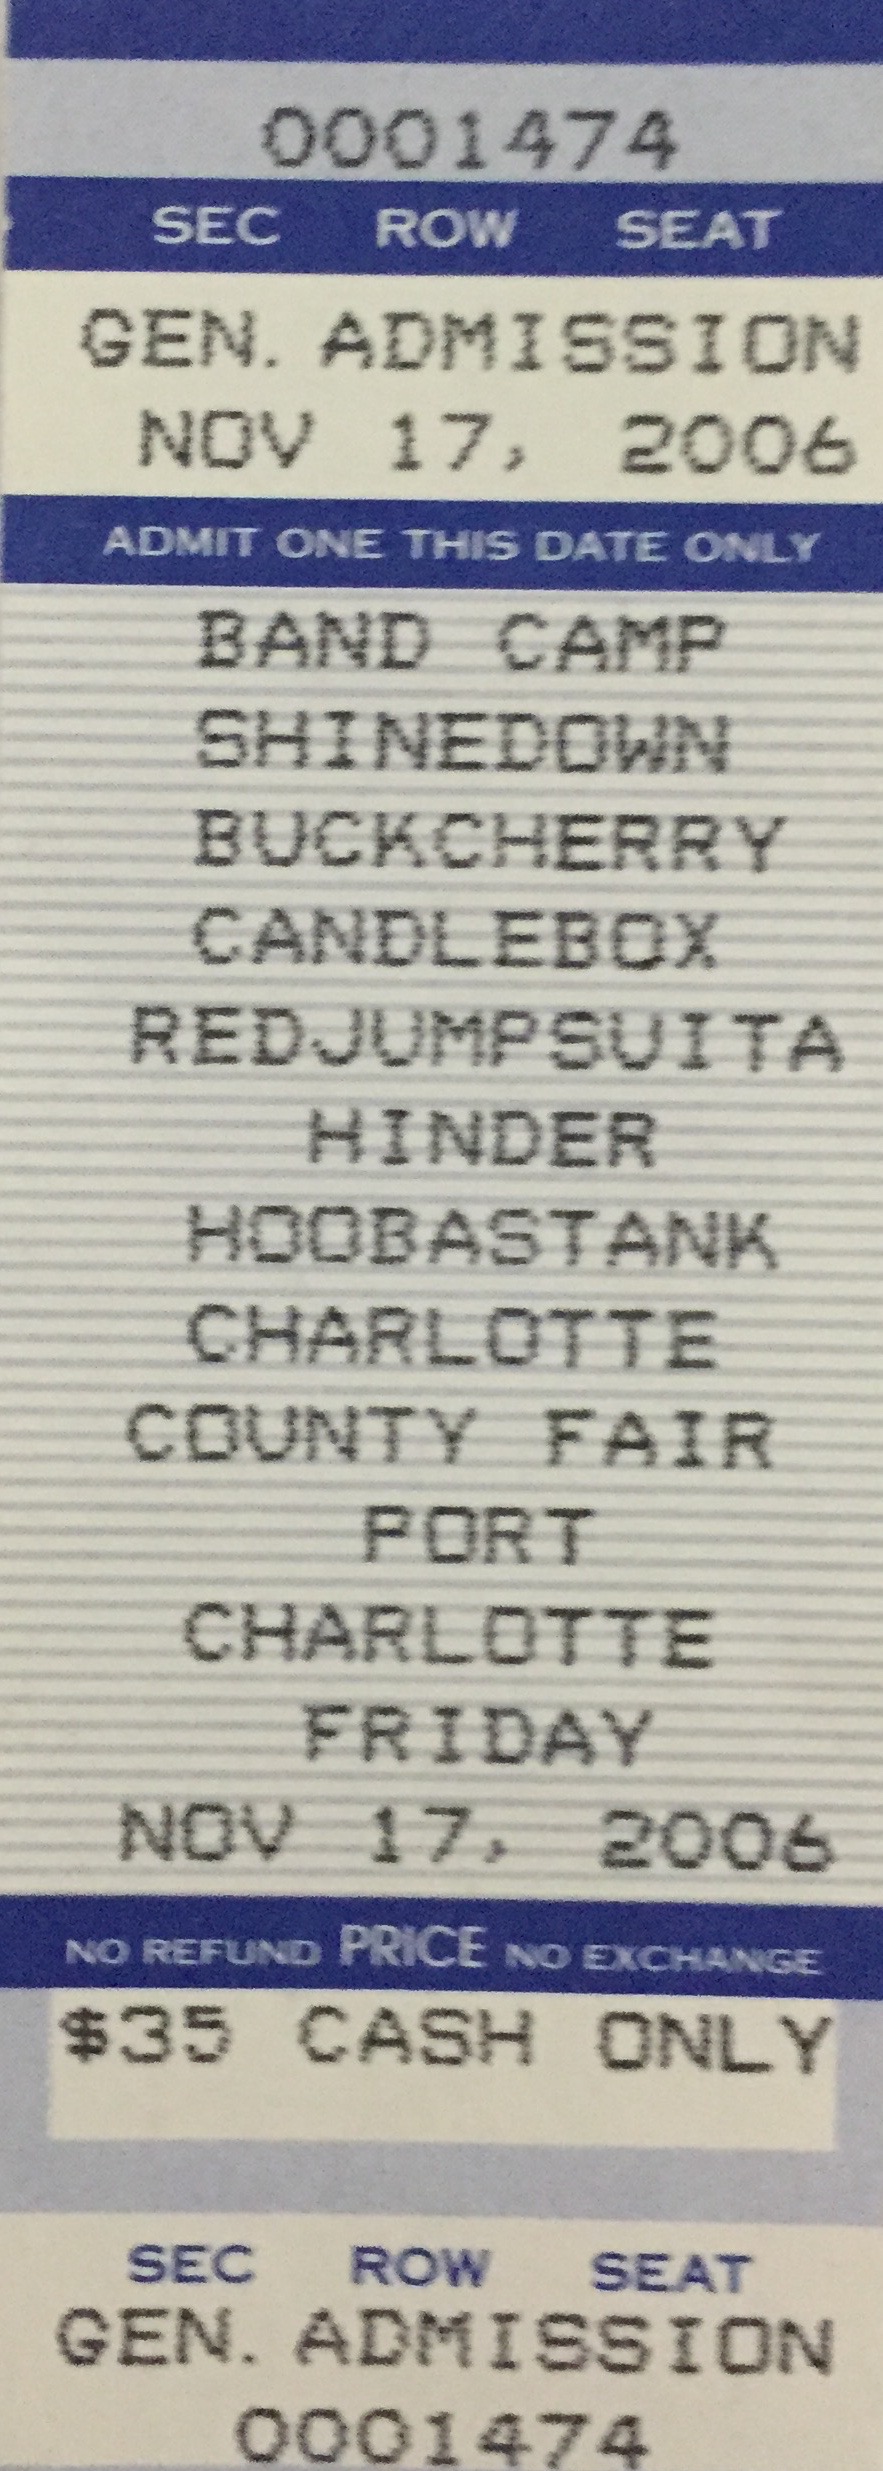 0001474
SEC ROW SEAT
GEN. ADMISSION
NOV 17, 2006
ADMIT ONE THIS DATE ONLY
BAND CAMP
SHINEDOWN
BUCKCHERRY
CANDLEBOX
REDJUMPSUITA
HINDER
HOOBASTANK
CHARLOTTE
COUNTY FAIR
PORT
CHARLOTTE
FRIDAY
NOV 17, 2006
NO REFUND PRICE NO EXCHANGE
$35 CASH ONLY
SEC ROW SEAT
GEN. ADMISSION
0001474